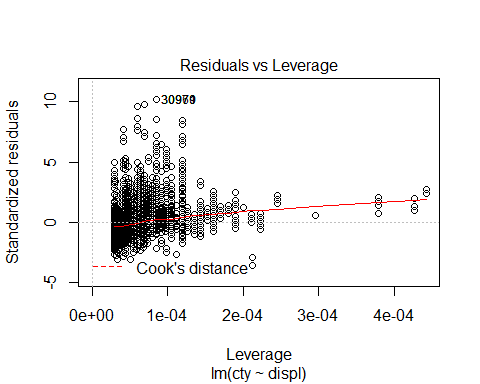 Residuals vs Leverage
Standardized residuals
10
5
0
-5
Cook's distance
0e+00 1e-04 2e-04 3e-04 4e-04
Leverage
lm(cty ~ displ)